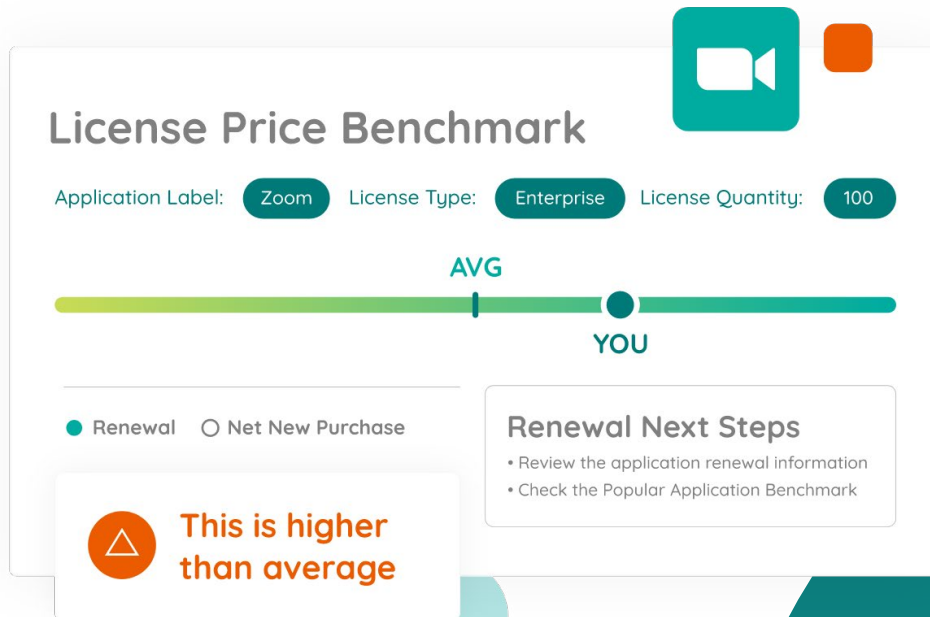 License Price Benchmark
Application Label: Zoom License Type: Enterprise License Quantity: 100
AVG
YOU
Renewal Net New Purchase
Renewal Next Steps
• Review the application renewal information
• Check the Popular Application Benchmark
This is higher
than average